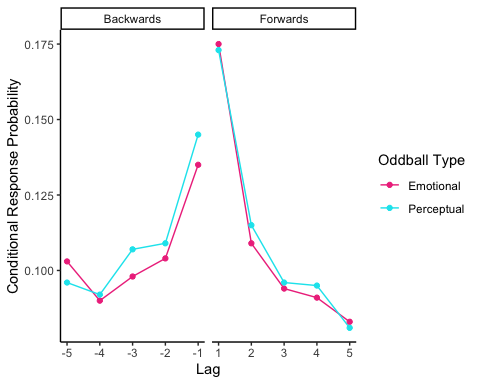 Backwards Forwards
0.175
0.150
0.125
0.100
Conditional Response Probability
-5 -4 -3 -2 -1 1 2 3 4 5
Lag
Oddball Type
Emotional
Perceptual